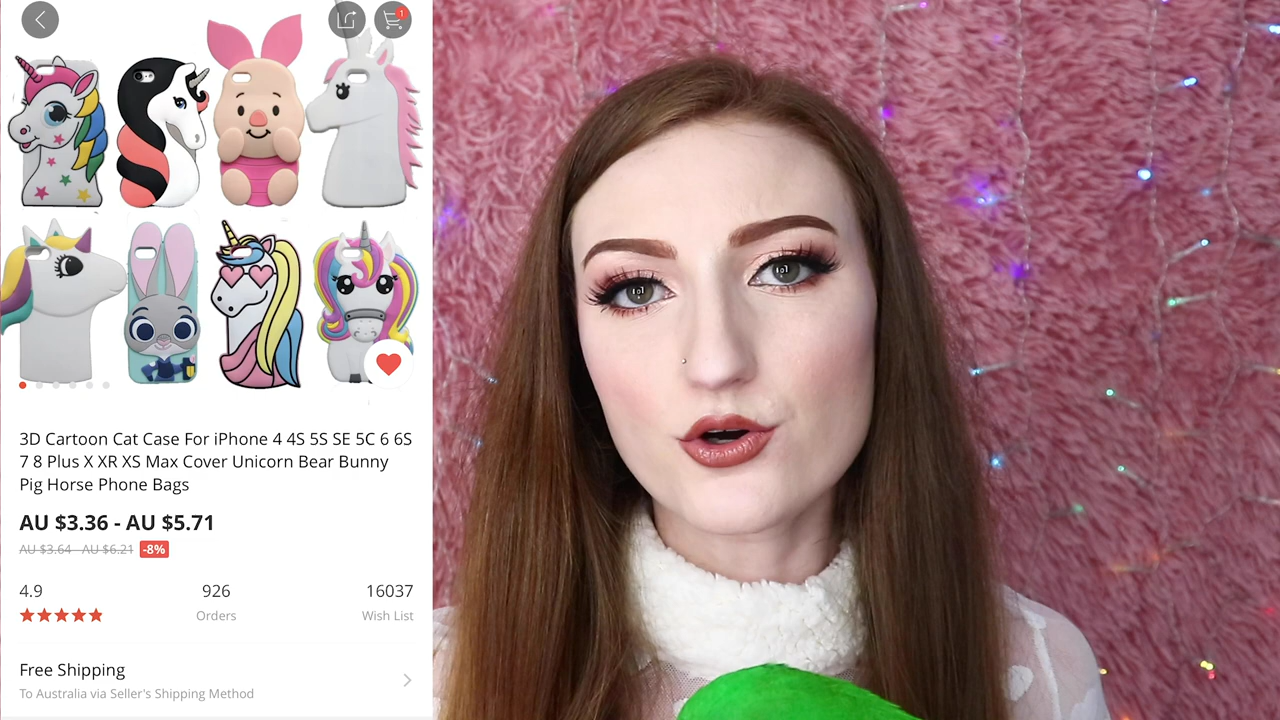 1
3D Cartoon Cat Case For iPhone 4 4S 5S SE 5C 6 6S
7 8 Plus X XR XS Max Cover Unicorn Bear Bunny
Pig Horse Phone Bags
AU $3.36 - AU $5.71
AU $3.64 - AU $6.21 -8%
4.9 926 16037
Orders Wish List
Free Shipping
To Australia via Seller's Shipping Method